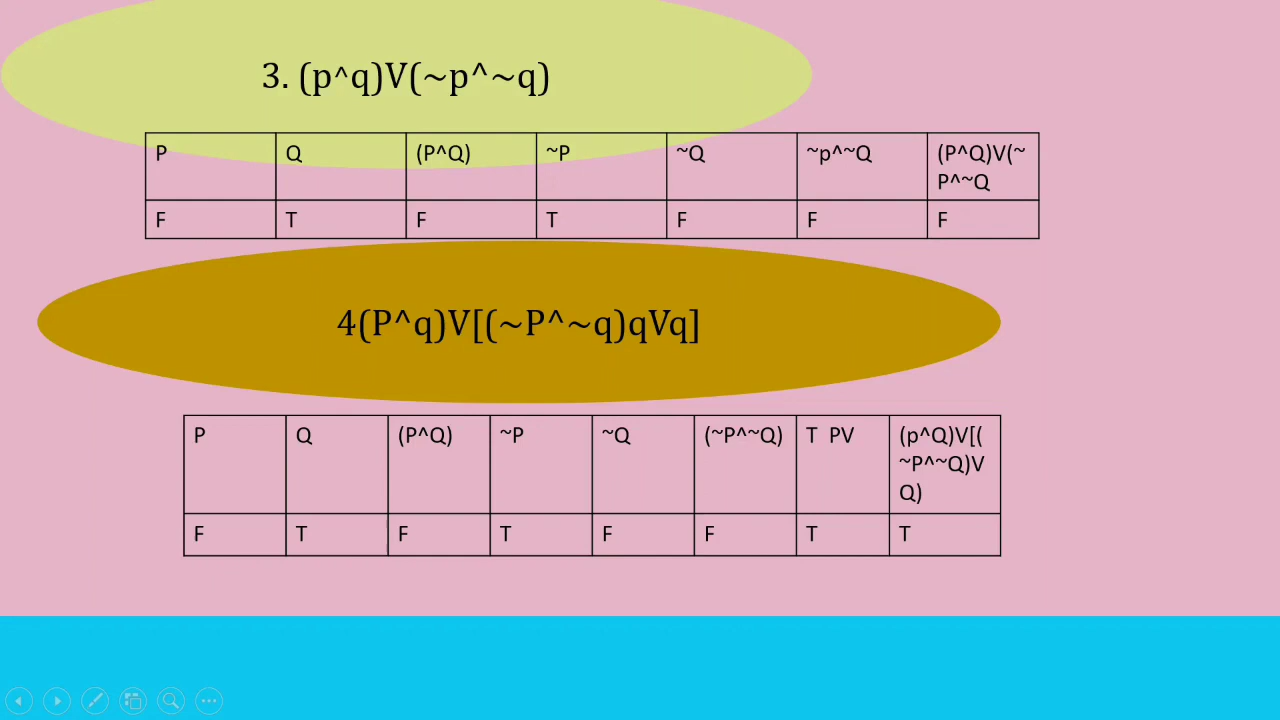 3. (p^q)V(~p^~q)
P Q (P^Q) ~P ~Q ~p^~Q (P^Q)V(~
P^~Q
F T F T F F F
4(P^q)V[(~P^~q)qVq]
P Q (P^Q) ~P ~Q (~P^~Q) T PV (p^Q)V[(
~P^~Q)V
Q)
F T F T F F T T